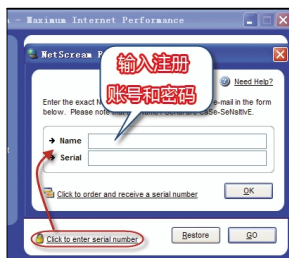 - Maximum Internet Performance
NetScream
输入注册
账号和密码
Need Help?
Enter the exact
e-mail in the form
below. Please note
CaSe-SeNsItIvE.
Name
Serial
Click to order and receive a serial number
OK
Click to enter serial number
Restore
GO